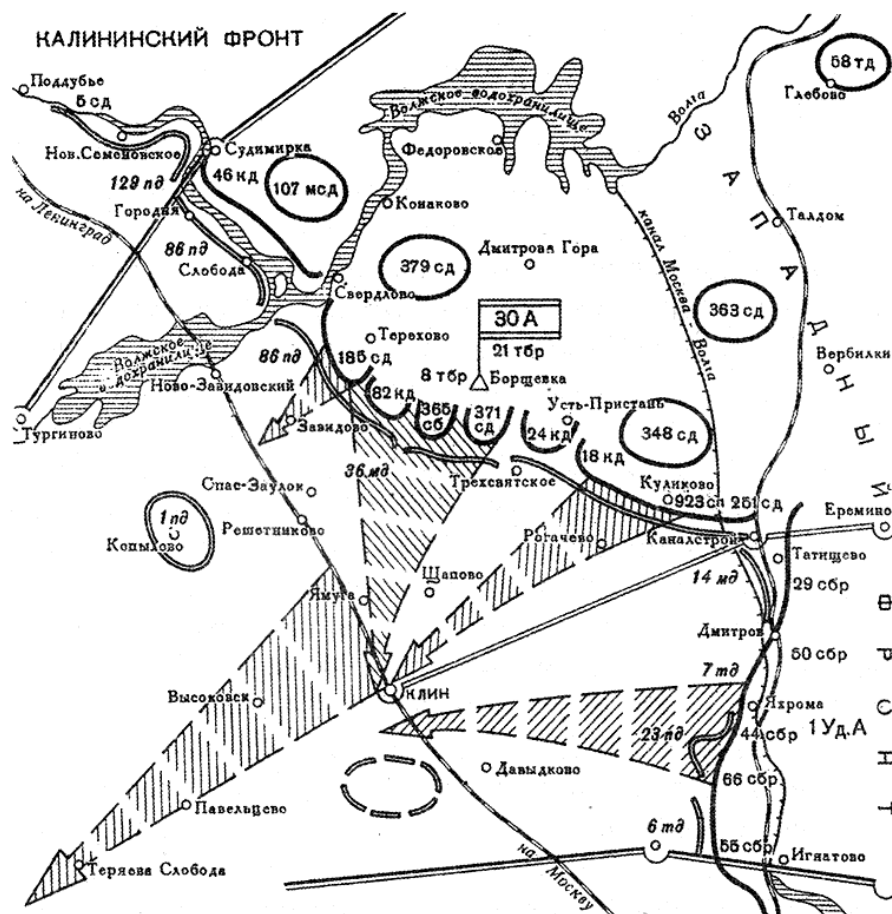 КАЛИНИНСКИЙ ФРОНТ
58 тд
Глебово
Поддубье
5 сд
Волжское водохранилище
Волга
Нов. Семеновское
Судимирка
Федоровское
129 пд
46 кд
107 мсд
на Ленинград
Городня
Конаково
канал Москва - Волга
Талдом
86 пд
Слобода
379 сд
Дмитрова Гора
Свердлово
363 сд
ЗАПАДНЫЙ ФРОНТ
30 А
21 тбр
Волжское водохранилище
Терехово
86 пд
185 сд
8 тбр
Борщевка
Вербилки
Ново-Завидовский
82 кд
365 сб
371 сд
Усть-Пристань
24 кд
348 сд
Тургиново
Завидово
18 кд
36 мд
Трехсвятское
Куликово
923 сп
251 сд
Спас-Заулок
Еремино
1 пд
Копылово
Решетниково
Рогачево
Каналстрой
Татищево
Шапово
14 мд
29 сбр
Ямуга
Дмитров
50 сбр
КЛИН
7 тд
Высоковск
Яхрома
23 пд
44 сбр
1 Уд.А
Давыдково
66 сбр
Павельцево
6 тд
55 сбр
Игнатово
Теряева Слобода
на Москву